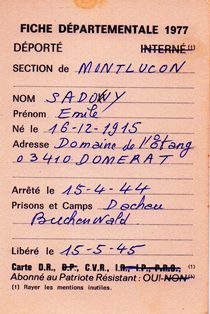 FICHE DÉPARTEMENTALE 1977
DÉPORTÉ INTERNÉ (1)
SECTION de MONTLUCON
NOM SADOWY
Prénom Emile
Né le 16-12-1915
Adresse Domaine de l'Étang
03410 DOMERAT
Arrêté le 15-4-44
Prisons et Camps Dachau
Buchenwald
Libéré le 15-5-45
Carte D.R., D.P., C.V.R., I.R., I.P., P.R.O., (1)
Abonné au Patriote Résistant : OUI-NON (1)
(1) Rayer les mentions inutiles.